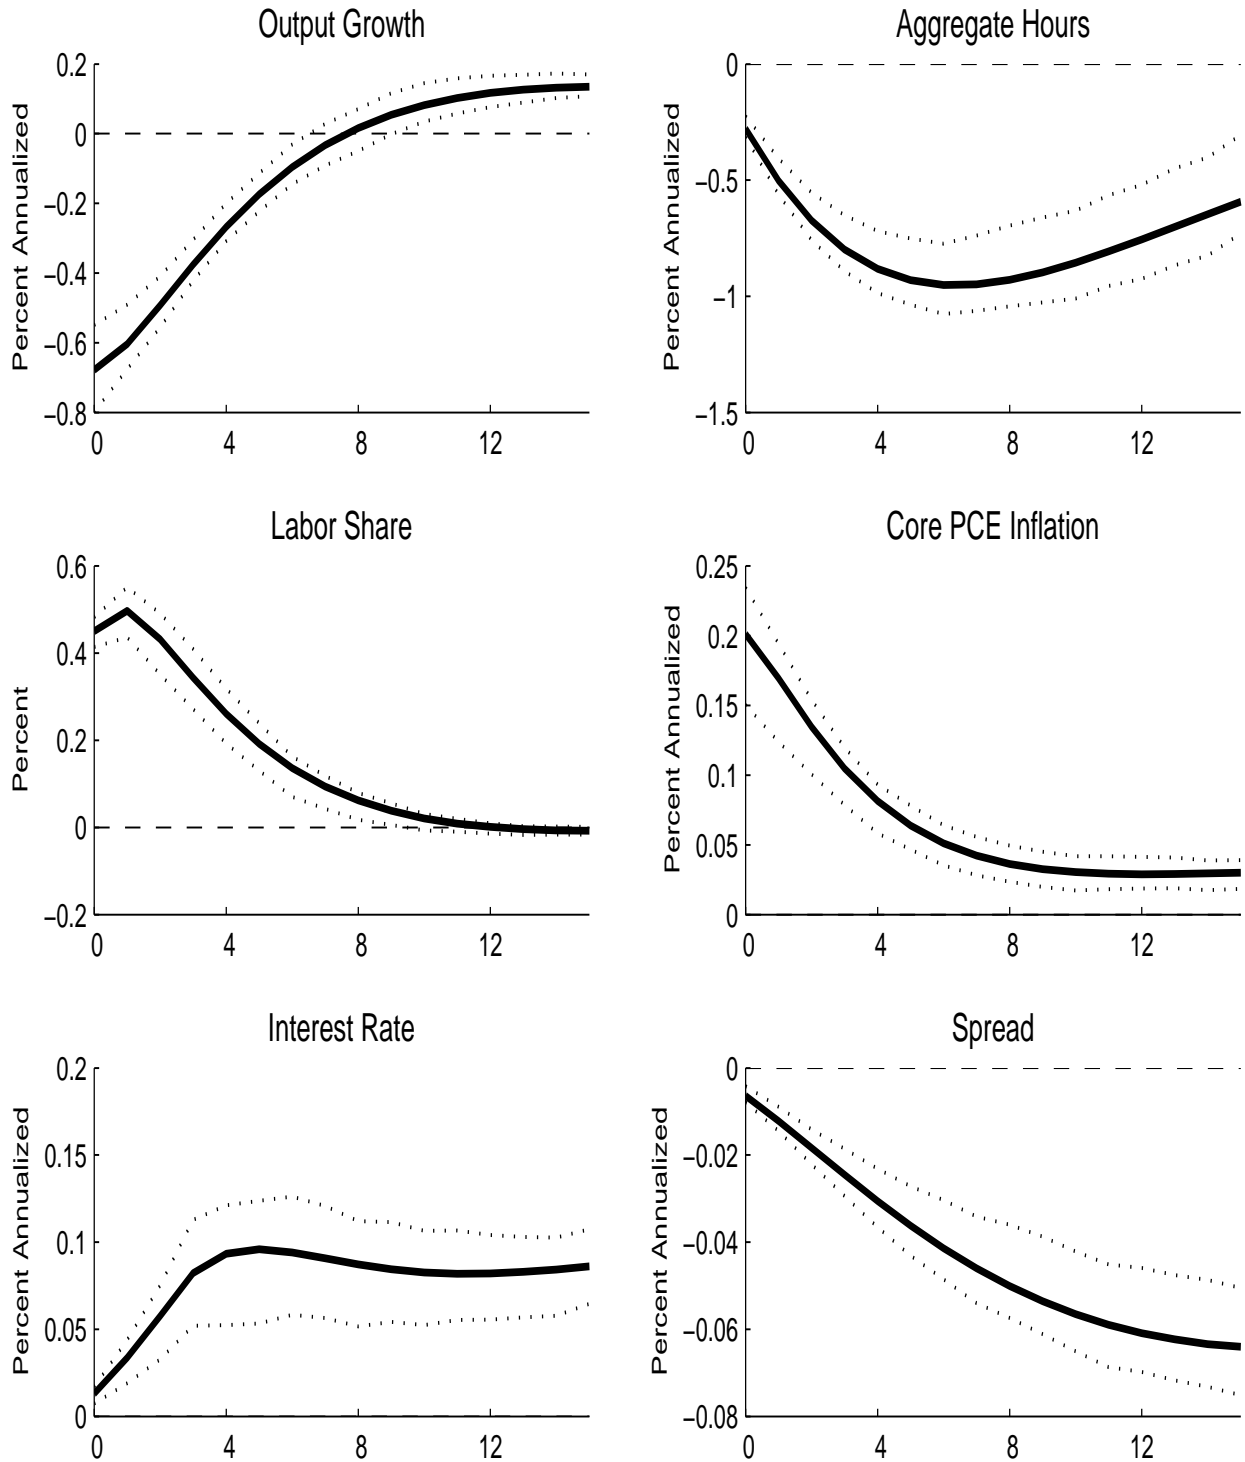 Output Growth
Percent Annualized
0.2
0
−0.2
−0.4
−0.6
−0.8
0 4 8 12
Aggregate Hours
Percent Annualized
0
−0.5
−1
−1.5
0 4 8 12
Labor Share
Percent
0.6
0.4
0.2
0
−0.2
0 4 8 12
Core PCE Inflation
Percent Annualized
0.25
0.2
0.15
0.1
0.05
0
0 4 8 12
Interest Rate
Percent Annualized
0.2
0.15
0.1
0.05
0
0 4 8 12
Spread
Percent Annualized
0
−0.02
−0.04
−0.06
−0.08
0 4 8 12